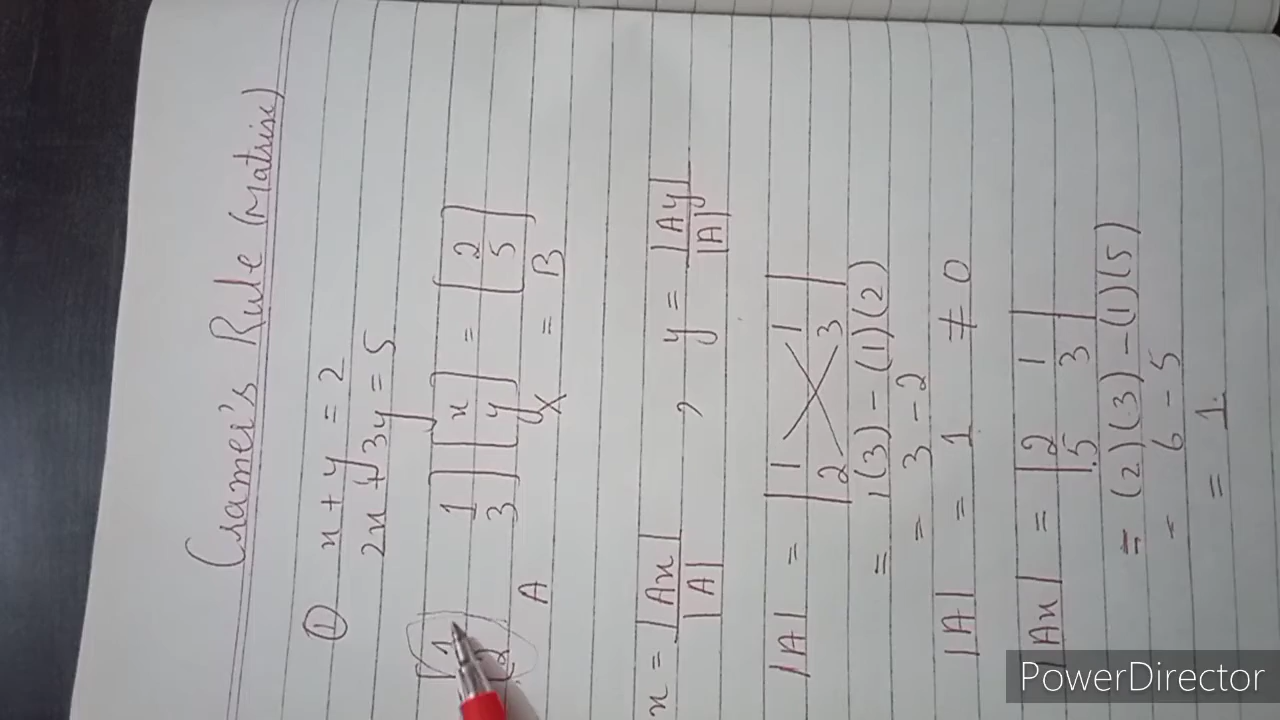 Cramer's Rule (Matrix)
① x + y = 2
2x + 3y = 5
[1 1] [x] = [2]
[2 3] [y] [5]
A X = B
x = |Ax| / |A| , y = |Ay| / |A|
|A| = |1 1|
|2 3|
= 1(3) - (1)(2)
= 3 - 2
|A| = 1 ≠ 0
|Ax| = |2 1|
|5 3|
= (2)(3) - (1)(5)
= 6 - 5
= 1.
PowerDirector